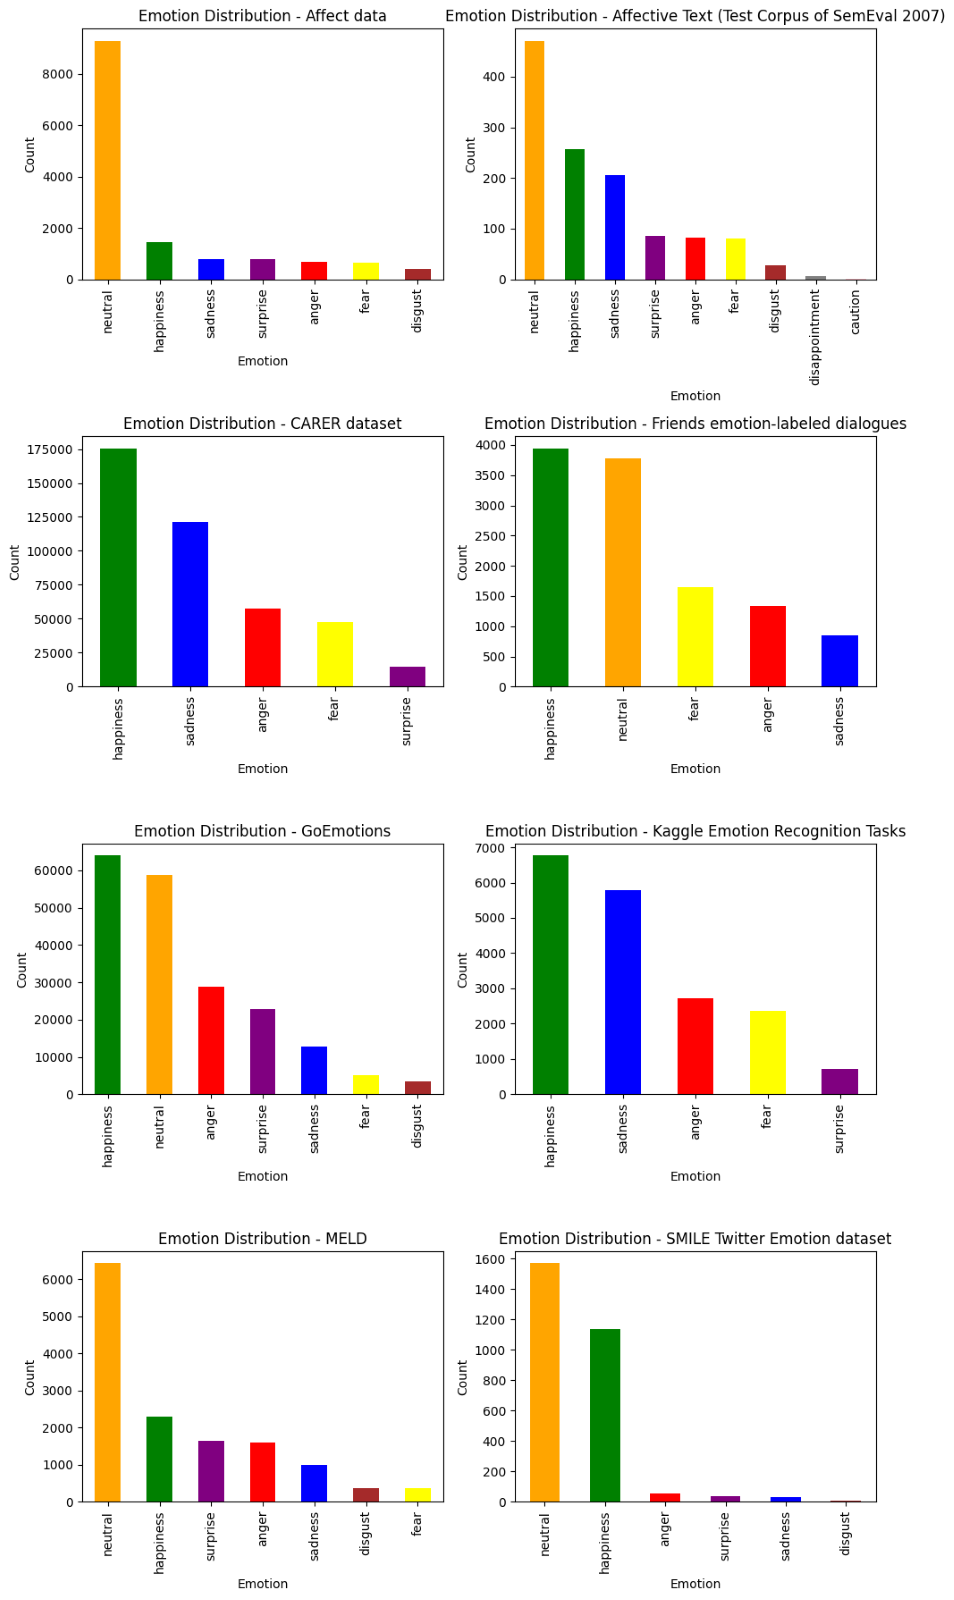 Emotion Distribution - Affect data
Count
8000
6000
4000
2000
0
neutral
happiness
sadness
surprise
anger
fear
disgust
Emotion
Emotion Distribution - Affective Text (Test Corpus of SemEval 2007)
Count
400
300
200
100
0
neutral
happiness
sadness
surprise
anger
fear
disgust
disappointment
caution
Emotion
Emotion Distribution - CARER dataset
Count
175000
150000
125000
100000
75000
50000
25000
0
happiness
sadness
anger
fear
surprise
Emotion
Emotion Distribution - Friends emotion-labeled dialogues
Count
4000
3500
3000
2500
2000
1500
1000
500
0
happiness
neutral
fear
anger
sadness
Emotion
Emotion Distribution - GoEmotions
Count
60000
50000
40000
30000
20000
10000
0
happiness
neutral
anger
surprise
sadness
fear
disgust
Emotion
Emotion Distribution - Kaggle Emotion Recognition Tasks
Count
7000
6000
5000
4000
3000
2000
1000
0
happiness
sadness
anger
fear
surprise
Emotion
Emotion Distribution - MELD
Count
6000
5000
4000
3000
2000
1000
0
neutral
happiness
surprise
anger
sadness
disgust
fear
Emotion
Emotion Distribution - SMILE Twitter Emotion dataset
Count
1600
1400
1200
1000
800
600
400
200
0
neutral
happiness
anger
surprise
sadness
disgust
Emotion